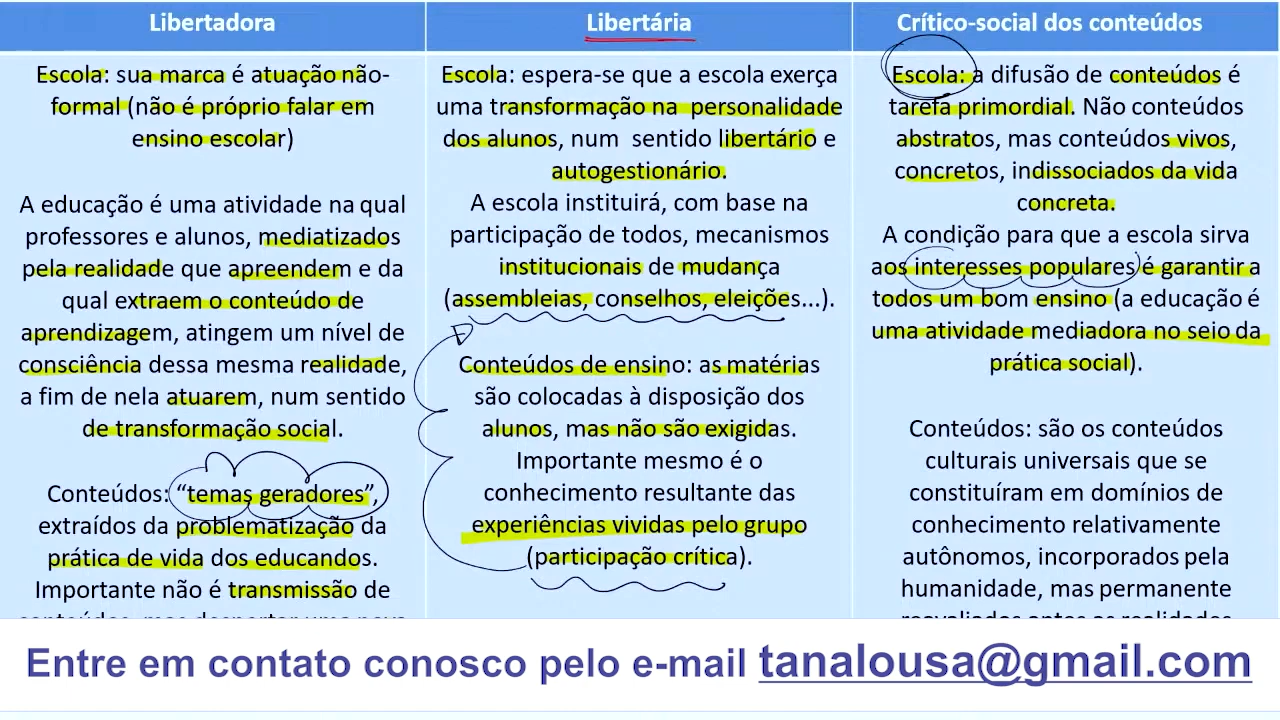 Libertadora
Escola: sua marca é atuação não-
formal (não é próprio falar em
ensino escolar)
A educação é uma atividade na qual
professores e alunos, mediatizados
pela realidade que apreendem e da
qual extraem o conteúdo de
aprendizagem, atingem um nível de
consciência dessa mesma realidade,
a fim de nela atuarem, num sentido
de transformação social.
Conteúdos: “temas geradores”,
extraídos da problematização da
prática de vida dos educandos.
Importante não é transmissão de
Libertária
Escola: espera-se que a escola exerça
uma transformação na personalidade
dos alunos, num sentido libertário e
autogestionário.
A escola instituirá, com base na
participação de todos, mecanismos
institucionais de mudança
(assembleias, conselhos, eleições...).
Conteúdos de ensino: as matérias
são colocadas à disposição dos
alunos, mas não são exigidas.
Importante mesmo é o
conhecimento resultante das
experiências vividas pelo grupo
(participação crítica).
Crítico-social dos conteúdos
Escola: a difusão de conteúdos é
tarefa primordial. Não conteúdos
abstratos, mas conteúdos vivos,
concretos, indissociados da vida
concreta.
A condição para que a escola sirva
aos interesses populares é garantir a
todos um bom ensino (a educação é
uma atividade mediadora no seio da
prática social).
Conteúdos: são os conteúdos
culturais universais que se
constituíram em domínios de
conhecimento relativamente
autônomos, incorporados pela
humanidade, mas permanente
Entre em contato conosco pelo e-mail tanalousa@gmail.com